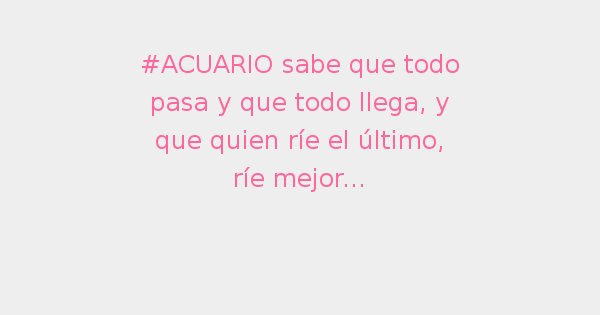 #ACUARIO sabe que todo
pasa y que todo llega, y
que quien ríe el último,
ríe mejor...